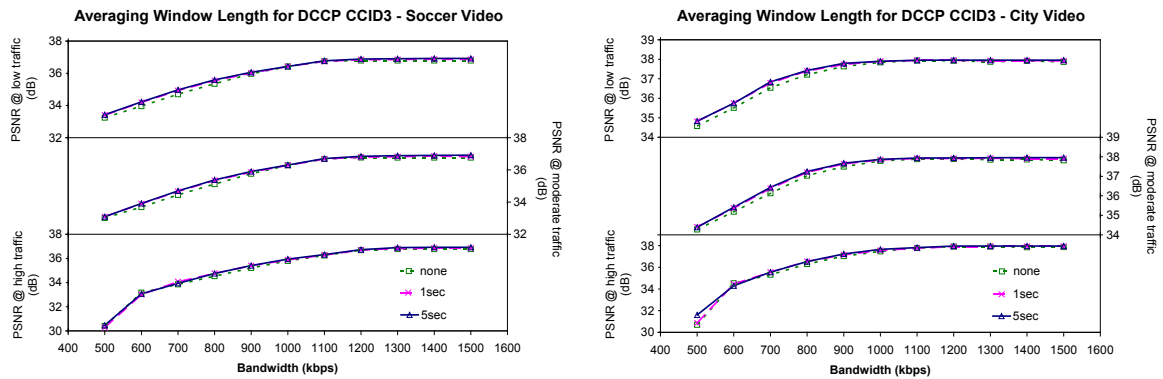 Averaging Window Length for DCCP CCID3 - Soccer Video
PSNR @ low traffic
(dB)
38
36
34
32
PSNR @ moderate traffic
(dB)
38
36
34
32
PSNR @ high traffic
(dB)
38
36
34
32
30
none
1sec
5sec
400 500 600 700 800 900 1000 1100 1200 1300 1400 1500 1600
Bandwidth (kbps)
Averaging Window Length for DCCP CCID3 - City Video
PSNR @ low traffic
(dB)
39
38
37
36
35
34
PSNR @ moderate traffic
(dB)
39
38
37
36
35
34
PSNR @ high traffic
(dB)
38
36
34
32
30
none
1sec
5sec
400 500 600 700 800 900 1000 1100 1200 1300 1400 1500 1600
Bandwidth (kbps)